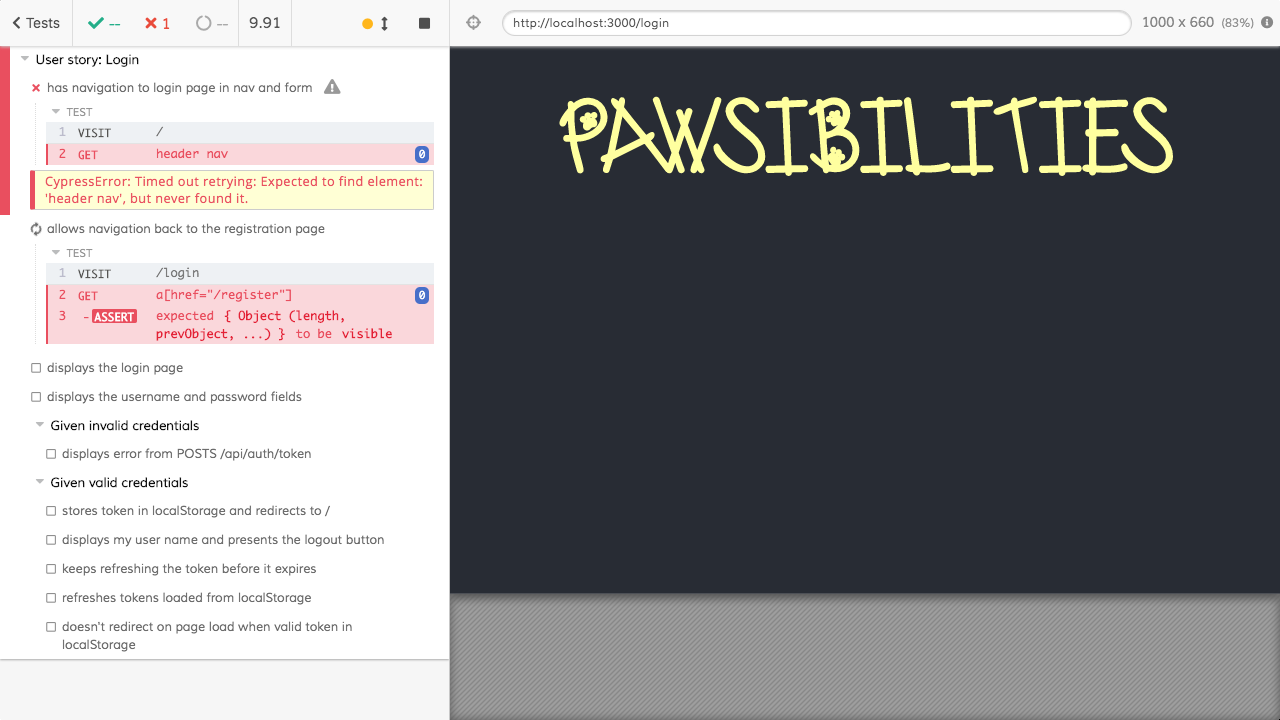 Tests
--
1
--
9.91
http://localhost:3000/login
1000 x 660 (83%)
User story: Login
has navigation to login page in nav and form
TEST
1 VISIT /
2 GET header nav 0
CypressError: Timed out retrying: Expected to find element:
'header nav', but never found it.
allows navigation back to the registration page
TEST
1 VISIT /login
2 GET a[href="/register"] 0
3 - ASSERT expected { Object (length,
prevObject, ...) } to be visible
displays the login page
displays the username and password fields
Given invalid credentials
displays error from POSTS /api/auth/token
Given valid credentials
stores token in localStorage and redirects to /
displays my user name and presents the logout button
keeps refreshing the token before it expires
refreshes tokens loaded from localStorage
doesn't redirect on page load when valid token in
localStorage
PAWSIBILITIES